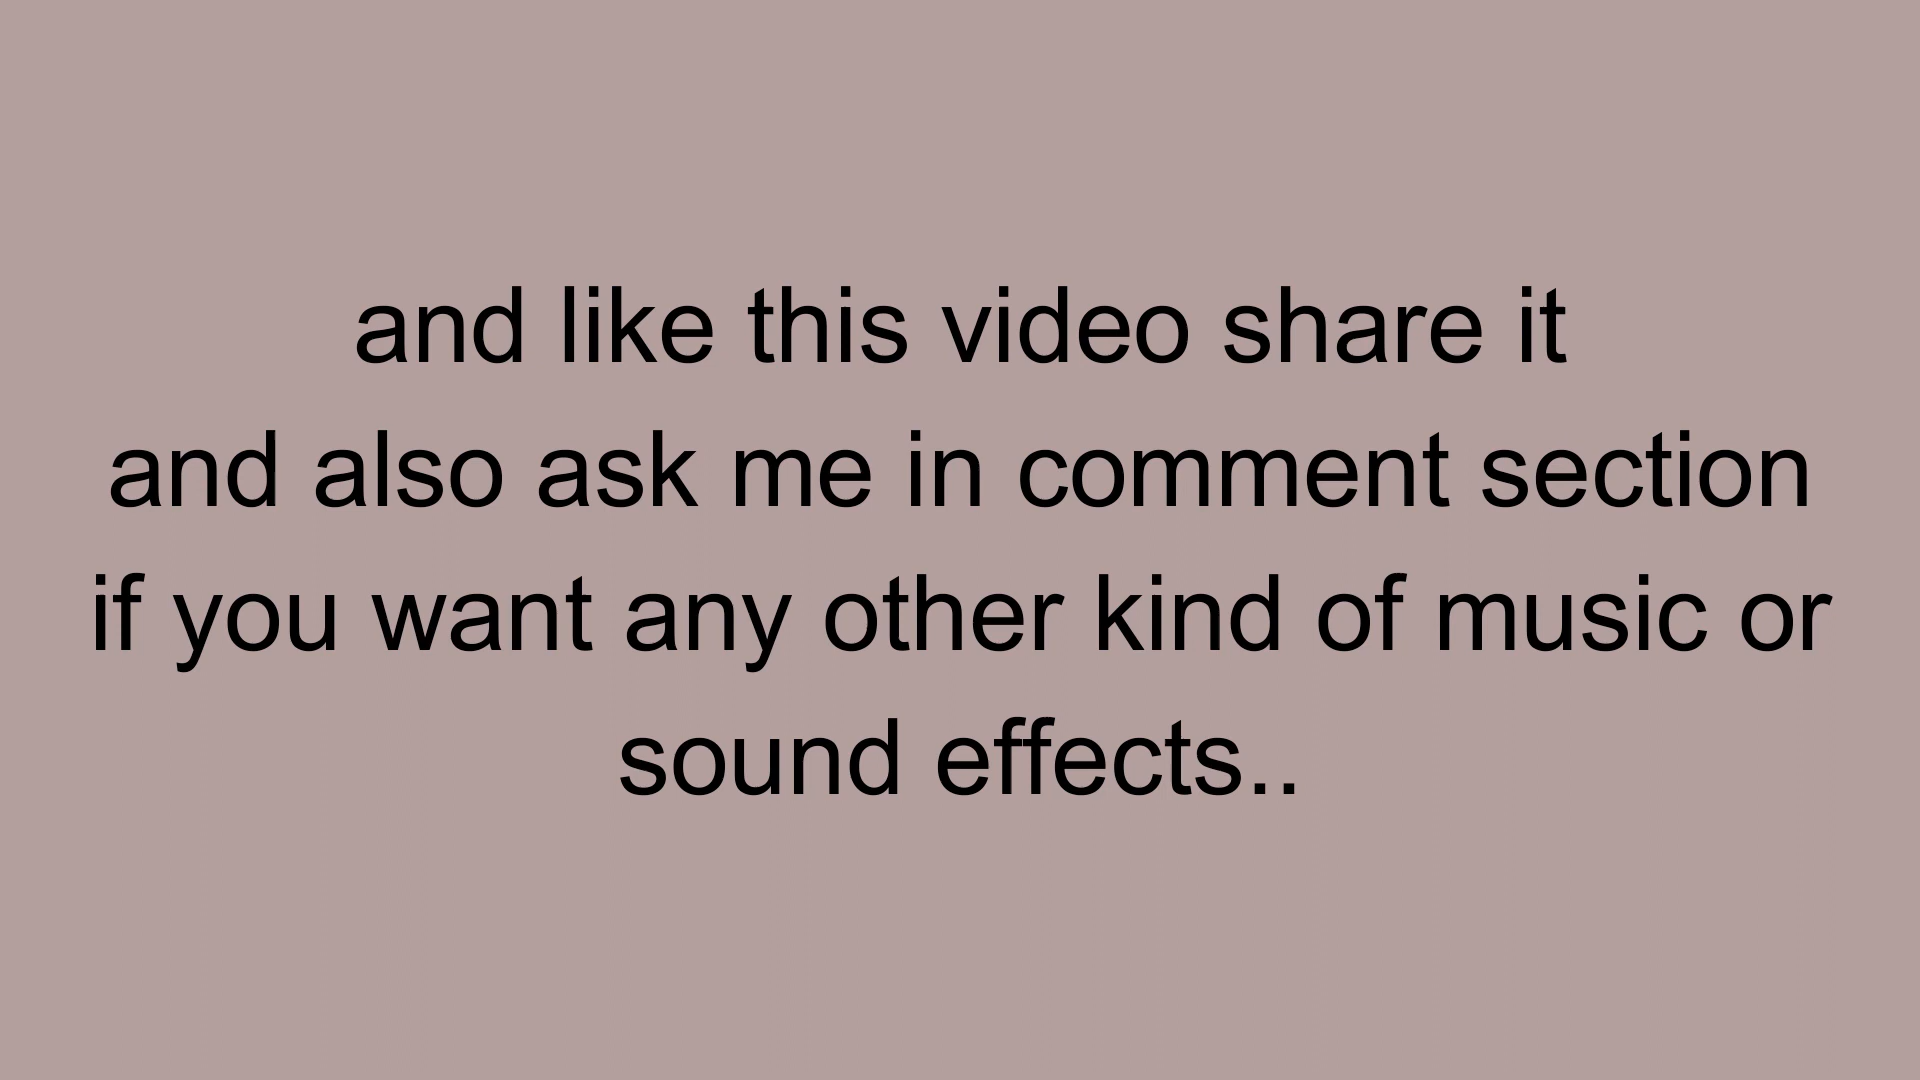 and like this video share it
and also ask me in comment section
if you want any other kind of music or
sound effects..